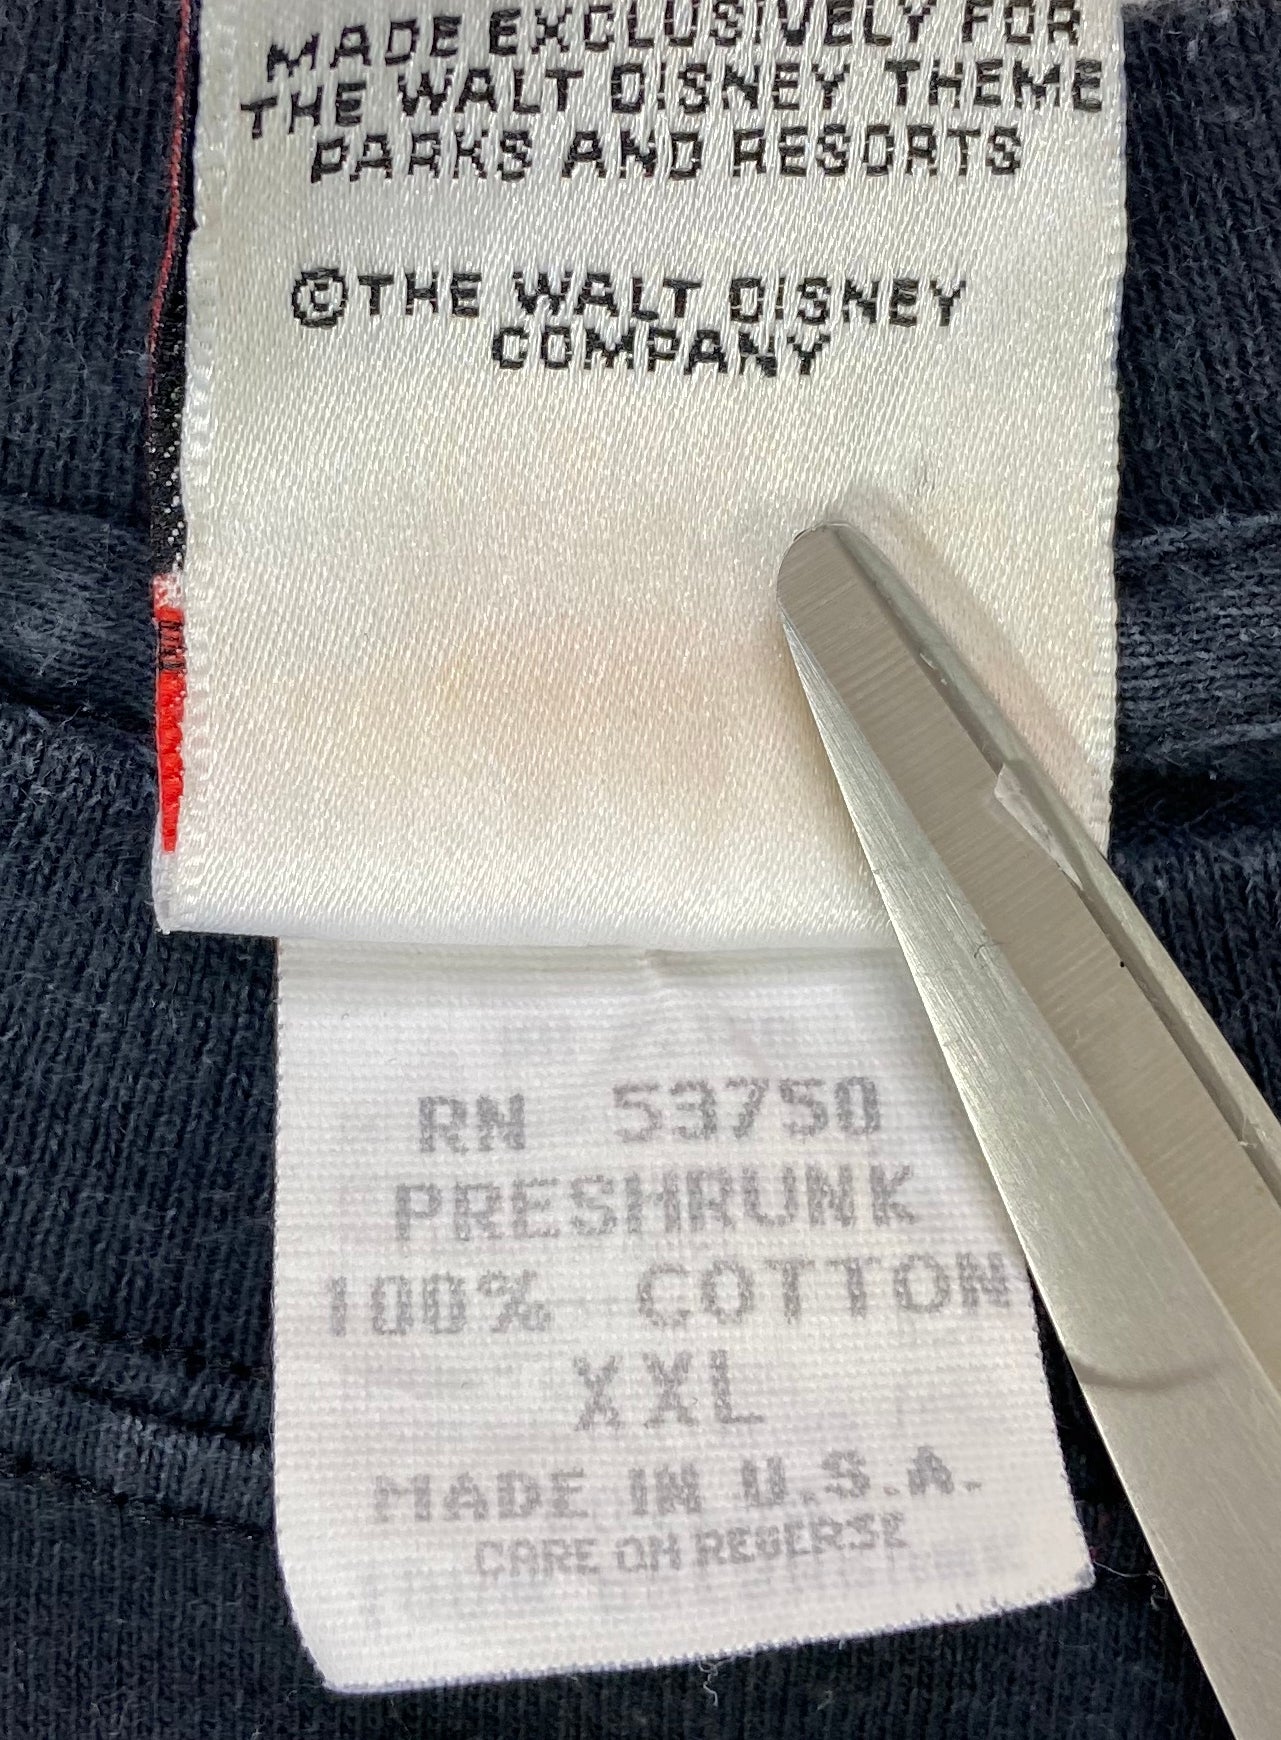 MADE EXCLUSIVELY FOR
THE WALT DISNEY THEME
PARKS AND RESORTS
©THE WALT DISNEY
COMPANY
RN 53750
PRESHRUNK
100% COTTON
XXL
MADE IN U.S.A.
CARE ON REVERSE